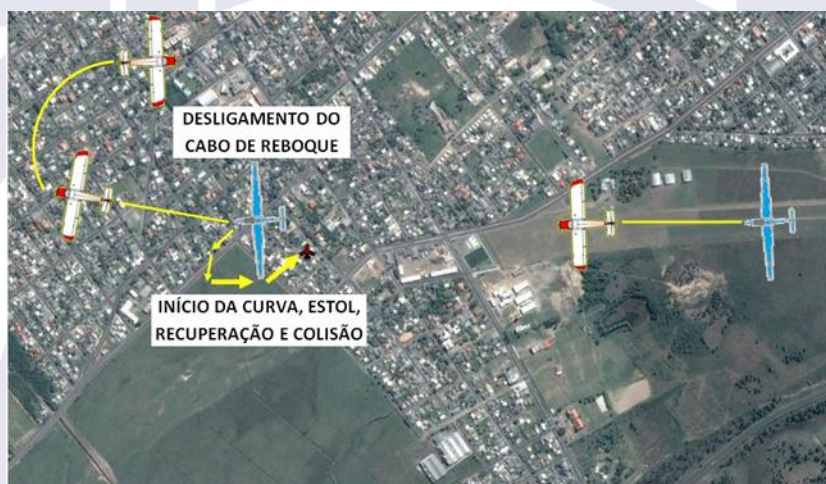 DESLIGAMENTO DO
CABO DE REBOQUE
INÍCIO DA CURVA, ESTOL,
RECUPERAÇÃO E COLISÃO